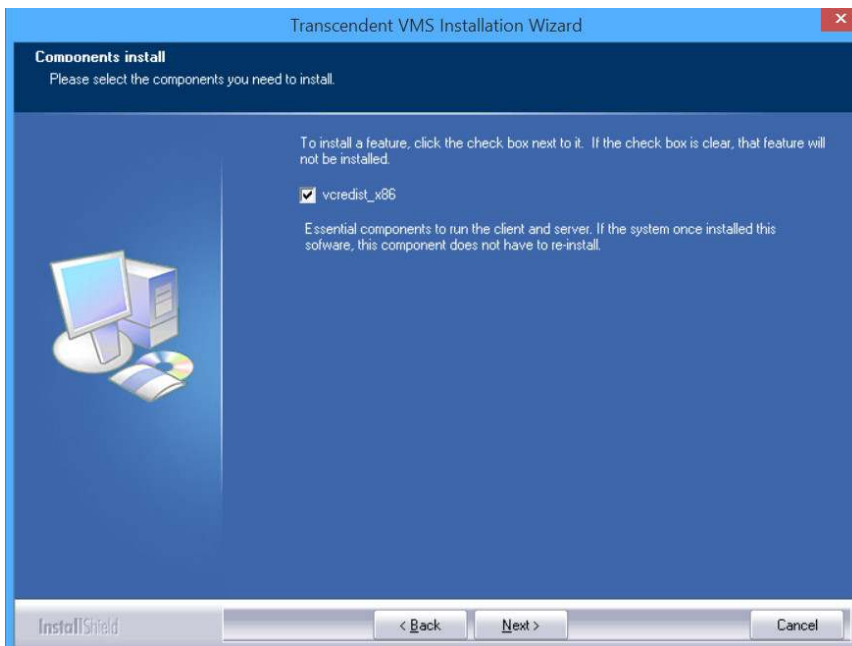 Transcendent VMS Installation Wizard
x
Components install
Please select the components you need to install.
To install a feature, click the check box next to it. If the check box is clear, that feature will
not be installed.
vcredist_x86
Essential components to run the client and server. If the system once installed this
sofware, this component does not have to re-install.
InstallShield
< Back
Next >
Cancel